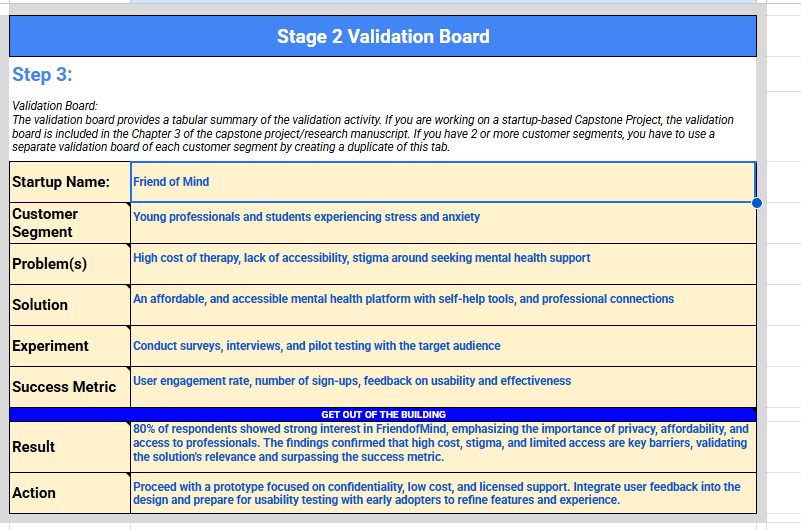 Stage 2 Validation Board
Step 3:
Validation Board:
The validation board provides a tabular summary of the validation activity. If you are working on a startup-based Capstone Project, the validation
board is included in the Chapter 3 of the capstone project/research manuscript. If you have 2 or more customer segments, you have to use a
separate validation board of each customer segment by creating a duplicate of this tab.
Startup Name:
Friend of Mind
Customer
Segment
Young professionals and students experiencing stress and anxiety
Problem(s)
High cost of therapy, lack of accessibility, stigma around seeking mental health support
Solution
An affordable, and accessible mental health platform with self-help tools, and professional connections
Experiment
Conduct surveys, interviews, and pilot testing with the target audience
Success Metric
User engagement rate, number of sign-ups, feedback on usability and effectiveness
GET OUT OF THE BUILDING
Result
80% of respondents showed strong interest in FriendofMind, emphasizing the importance of privacy, affordability, and
access to professionals. The findings confirmed that high cost, stigma, and limited access are key barriers, validating
the solution's relevance and surpassing the success metric.
Action
Proceed with a prototype focused on confidentiality, low cost, and licensed support. Integrate user feedback into the
design and prepare for usability testing with early adopters to refine features and experience.